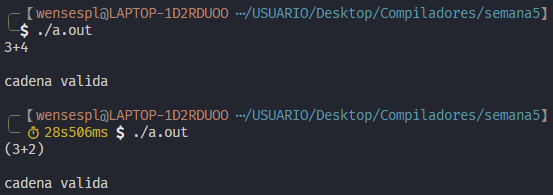 [wensespl@LAPTOP-1D2RDUOO ⋯/USUARIO/Desktop/Compiladores/semana5]
$ ./a.out
3+4
cadena valida
[wensespl@LAPTOP-1D2RDUOO ⋯/USUARIO/Desktop/Compiladores/semana5]
28s506ms $ ./a.out
(3+2)
cadena valida